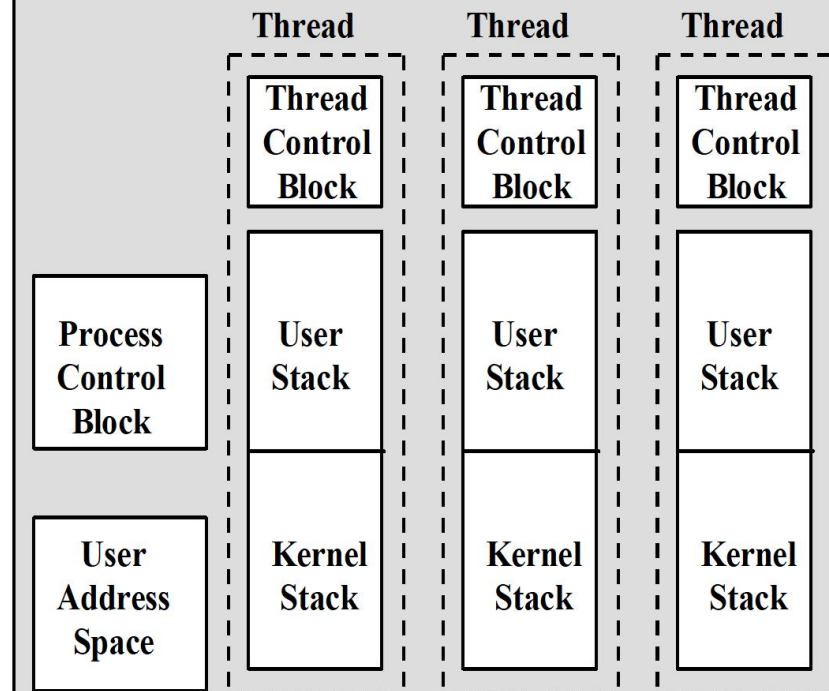 Thread
Thread
Thread
Thread
Control
Block
Thread
Control
Block
Thread
Control
Block
Process
Control
Block
User
Stack
User
Stack
User
Stack
User
Address
Space
Kernel
Stack
Kernel
Stack
Kernel
Stack